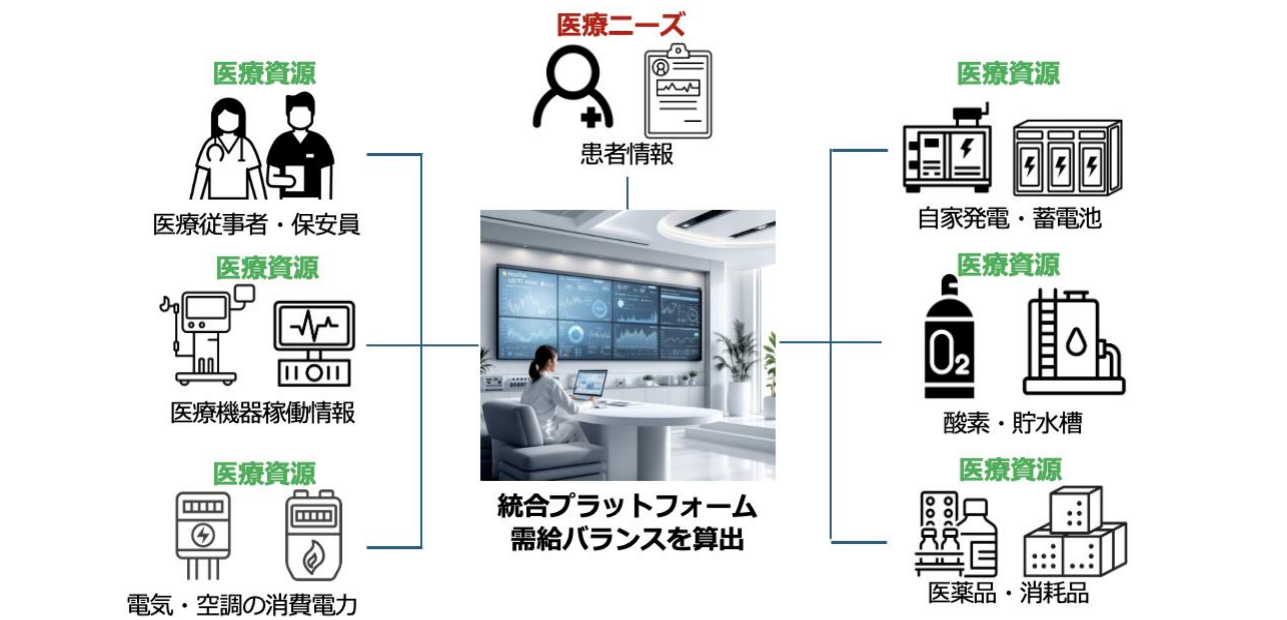 医療ニーズ
患者情報
医療資源
医療従事者・保安員
医療資源
医療機器稼働情報
医療資源
電気・空調の消費電力
統合プラットフォーム
需給バランスを算出
医療資源
自家発電・蓄電池
医療資源
O₂
酸素・貯水槽
医療資源
医薬品・消耗品